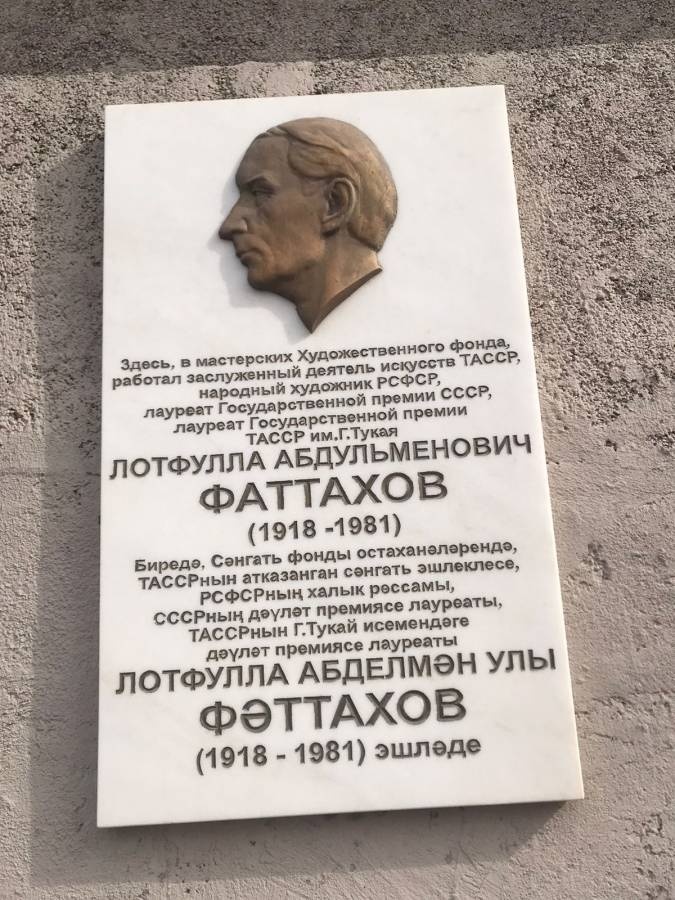 Здесь, в мастерских Художественного фонда,
работал заслуженный деятель искусств ТАССР,
народный художник РСФСР,
лауреат Государственной премии СССР,
лауреат Государственной премии
ТАССР им.Г.Тукая
ЛОТФУЛЛА АБДУЛЬМЕНОВИЧ
ФАТТАХОВ
(1918 -1981)
Биредә, Сәнгать фонды остаханәләрендә,
ТАССРнын атказанган сәнгать эшлеклесе,
РСФСРның халык рәссамы,
СССРның дәүләт премиясе лауреаты,
ТАССРнын Г.Тукай исемендәге
дәүләт премиясе лауреаты
ЛОТФУЛЛА АБДЕЛМӘН УЛЫ
ФӘТТАХОВ
(1918 - 1981) эшләде